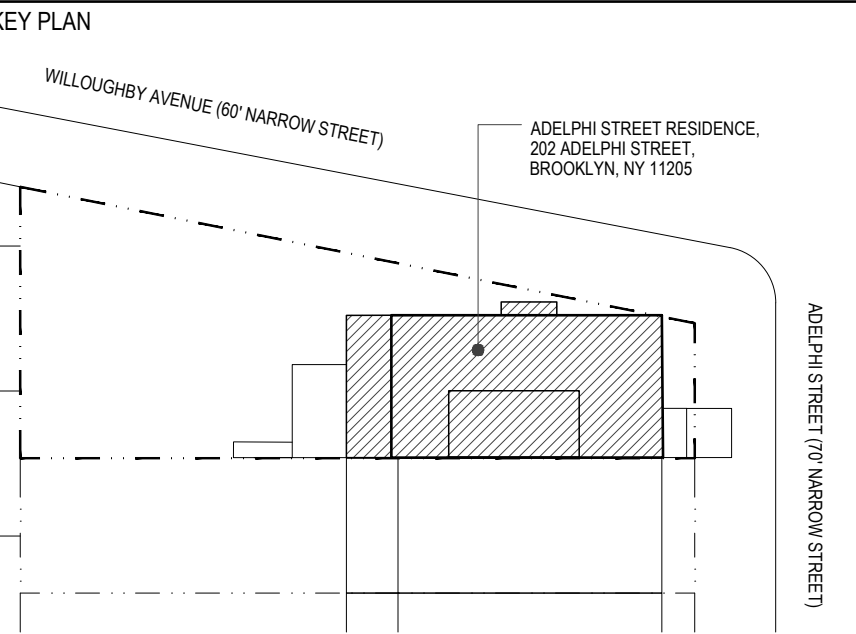 KEY PLAN
WILLOUGHBY AVENUE (60' NARROW STREET)
ADELPHI STREET RESIDENCE,
202 ADELPHI STREET,
BROOKLYN, NY 11205
ADELPHI STREET (70' NARROW STREET)